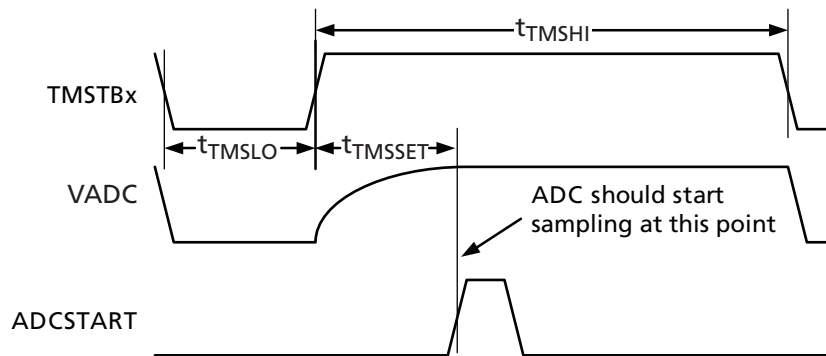 tTMSHI
TMSTBx
tTMSLO
tTMSSET
VADC
ADC should start
sampling at this point
ADCSTART